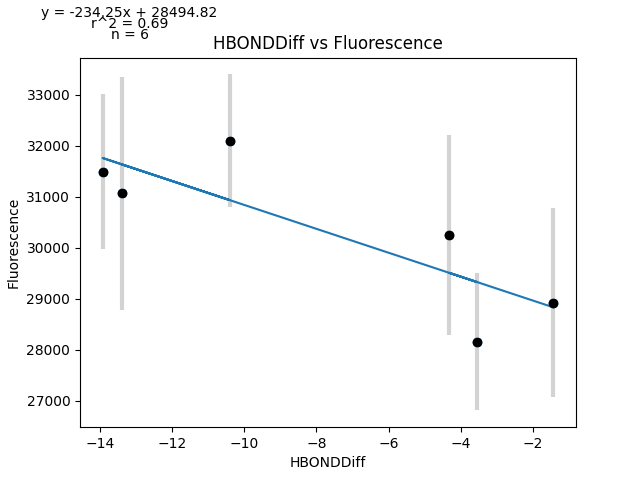 y = -234.25x + 28494.82
r^2 = 0.69
n = 6
HBONDDiff vs Fluorescence
33000
32000
31000
30000
29000
28000
27000
Fluorescence
−14
−12
−10
−8
−6
−4
−2
HBONDDiff